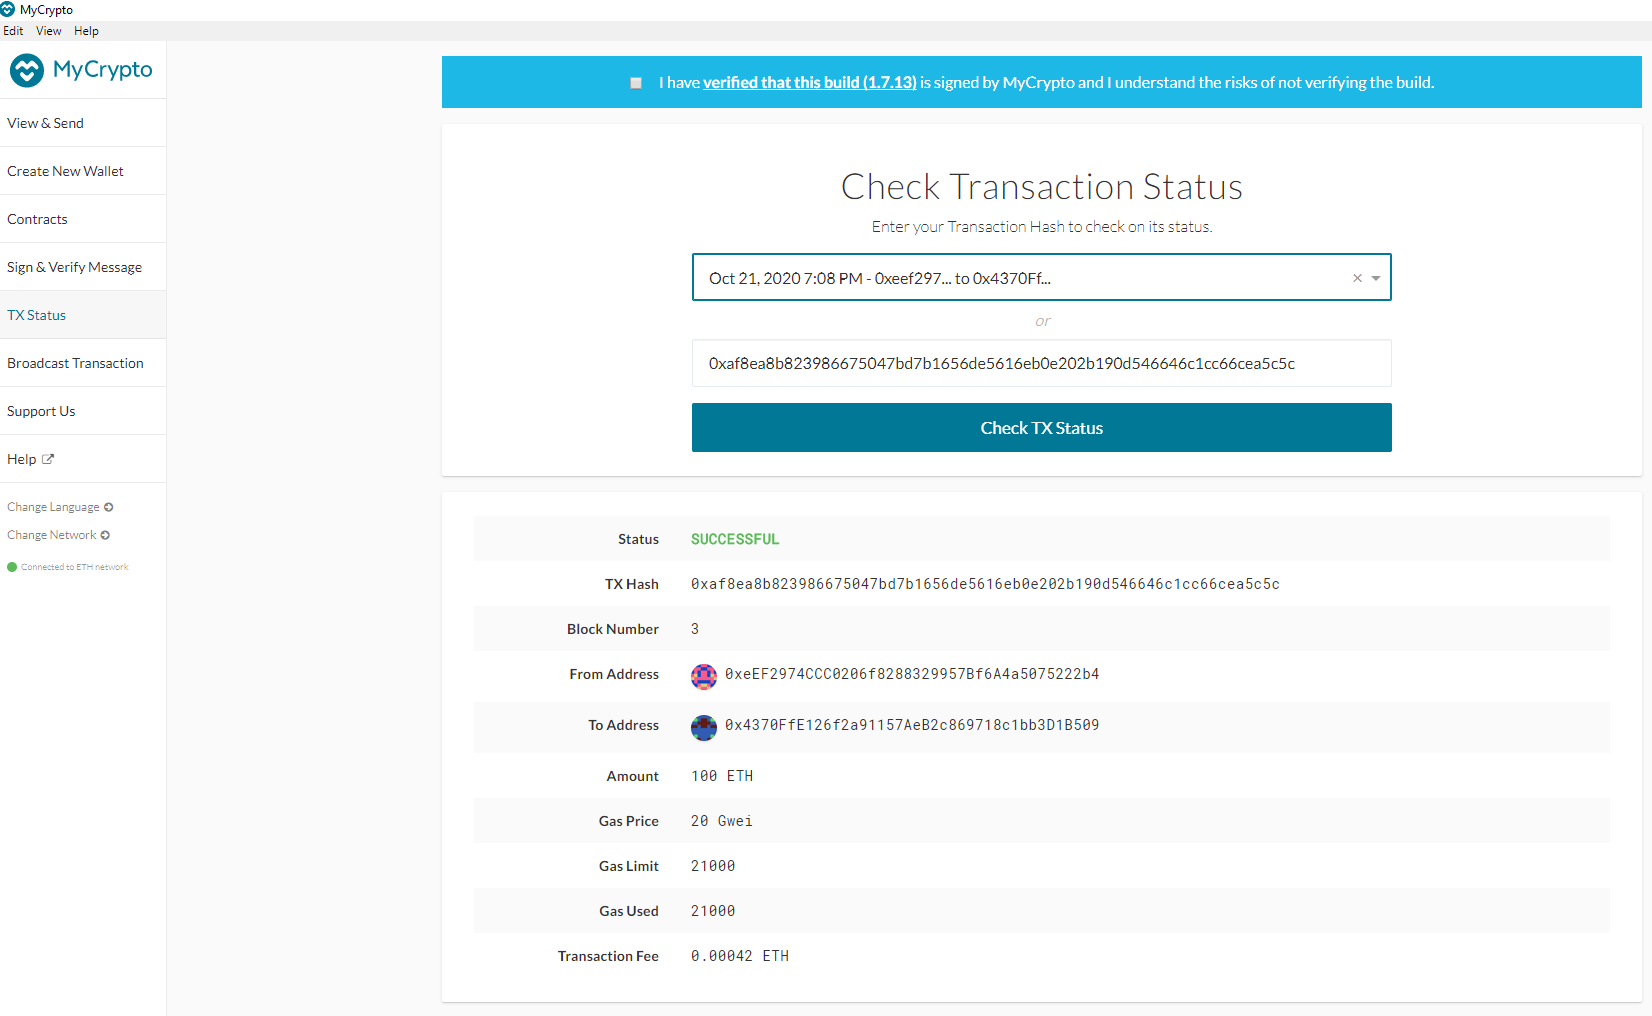 MyCrypto
Edit View Help
MyCrypto
View & Send
Create New Wallet
Contracts
Sign & Verify Message
TX Status
Broadcast Transaction
Support Us
Help
Change Language
Change Network
Connected to ETH network
I have verified that this build (1.7.13) is signed by MyCrypto and I understand the risks of not verifying the build.
Check Transaction Status
Enter your Transaction Hash to check on its status.
Oct 21, 2020 7:08 PM - 0xeef297... to 0x4370Ff...
or
0xaf8ea8b823986675047bd7b1656de5616eb0e202b190d546646c1cc66cea5c5c
Check TX Status
Status SUCCESSFUL
TX Hash 0xaf8ea8b823986675047bd7b1656de5616eb0e202b190d546646c1cc66cea5c5c
Block Number 3
From Address 0xeEF2974CCC0206f8288329957Bf6A4a5075222b4
To Address 0x4370FfE126f2a91157AeB2c869718c1bb3D1B509
Amount 100 ETH
Gas Price 20 Gwei
Gas Limit 21000
Gas Used 21000
Transaction Fee 0.00042 ETH